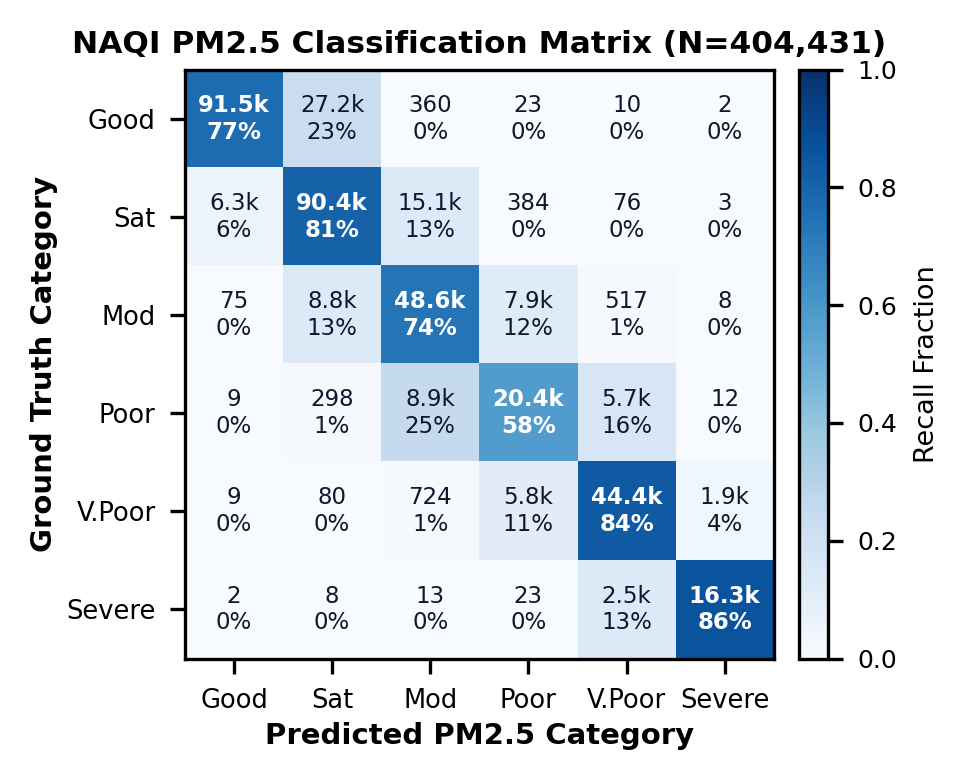 NAQI PM2.5 Classification Matrix (N=404,431)
Ground Truth Category
Good
91.5k 27.2k 360 23 10 2
77% 23% 0% 0% 0% 0%
Sat
6.3k 90.4k 15.1k 384 76 3
6% 81% 13% 0% 0% 0%
Mod
75 8.8k 48.6k 7.9k 517 8
0% 13% 74% 12% 1% 0%
Poor
9 298 8.9k 20.4k 5.7k 12
0% 1% 25% 58% 16% 0%
V.Poor
9 80 724 5.8k 44.4k 1.9k
0% 0% 1% 11% 84% 4%
Severe
2 8 13 23 2.5k 16.3k
0% 0% 0% 0% 13% 86%
Good Sat Mod Poor V.Poor Severe
Predicted PM2.5 Category
1.0
0.8
0.6
0.4
0.2
0.0
Recall Fraction